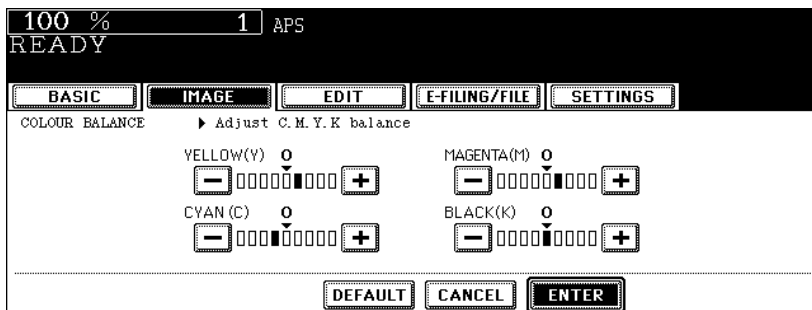 100 % 1 APS
READY
BASIC IMAGE EDIT E-FILING/FILE SETTINGS
COLOUR BALANCE Adjust C.M.Y.K balance
YELLOW(Y) 0 MAGENTA(M) 0
− + − +
CYAN (C) 0 BLACK(K) 0
− + − +
DEFAULT CANCEL ENTER